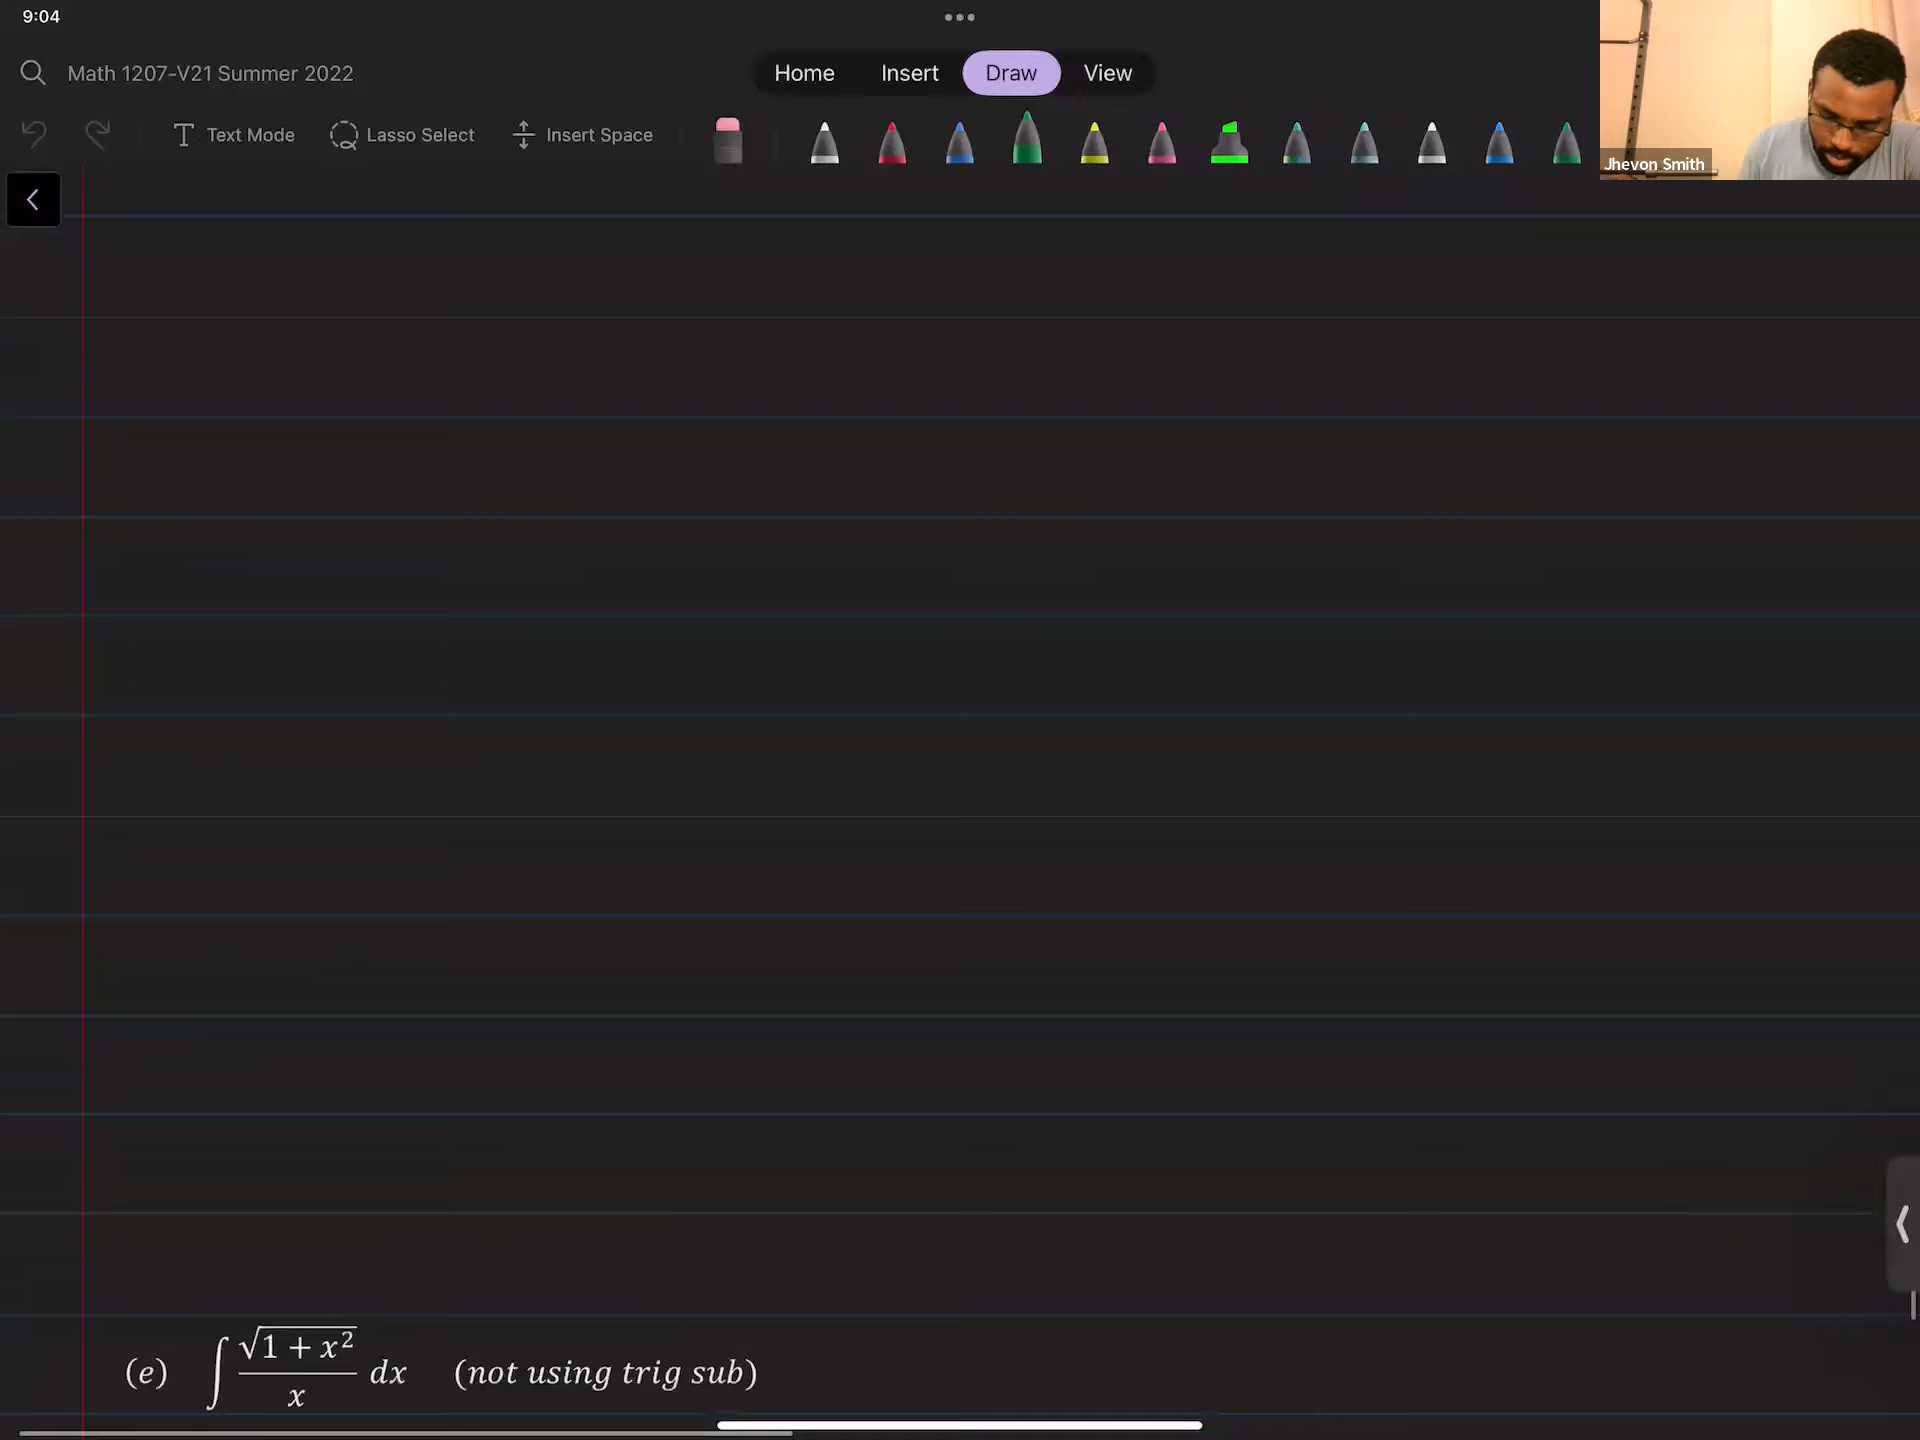 9:04
Math 1207-V21 Summer 2022
Home Insert Draw View
Text Mode Lasso Select Insert Space
Jhevon Smith
(e) ∫ √(1 + x²) / x dx (not using trig sub)